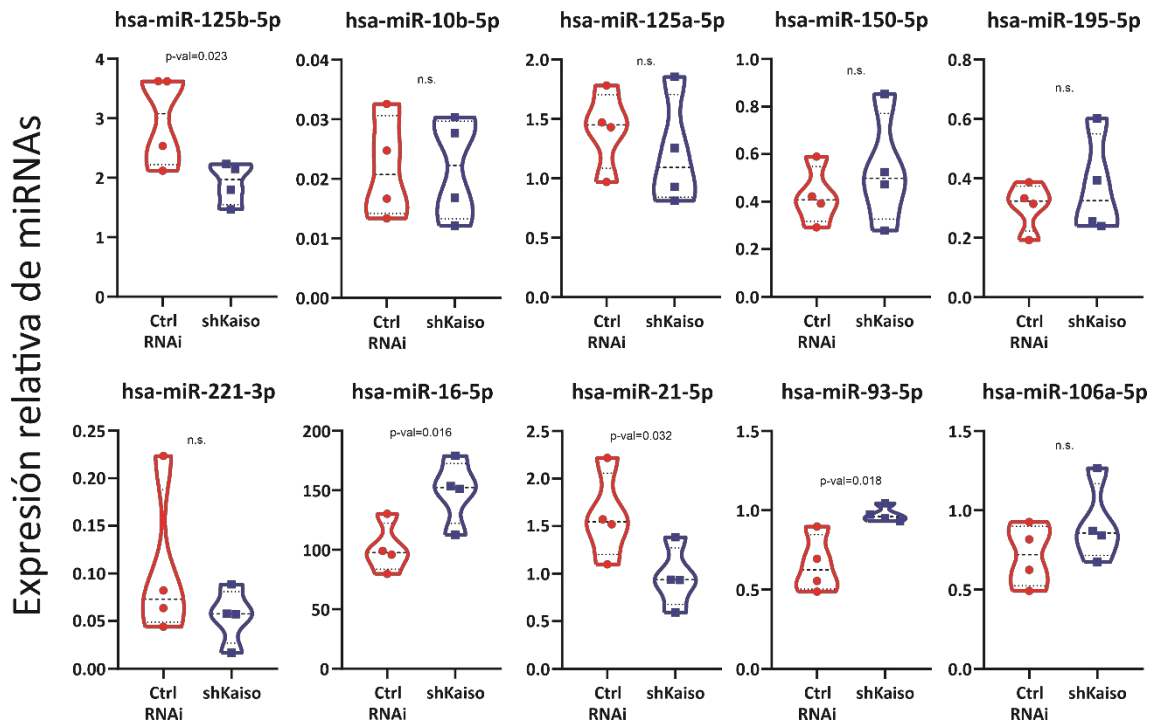 Expresión relativa de miRNAs
hsa-miR-125b-5p
p-val=0.023
4
3
2
1
0
Ctrl RNAi
shKaiso
hsa-miR-10b-5p
n.s.
0.04
0.03
0.02
0.01
0.00
Ctrl RNAi
shKaiso
hsa-miR-125a-5p
n.s.
2.0
1.5
1.0
0.5
0.0
Ctrl RNAi
shKaiso
hsa-miR-150-5p
n.s.
1.0
0.8
0.6
0.4
0.2
0.0
Ctrl RNAi
shKaiso
hsa-miR-195-5p
n.s.
0.8
0.6
0.4
0.2
0.0
Ctrl RNAi
shKaiso
hsa-miR-221-3p
n.s.
0.25
0.20
0.15
0.10
0.05
0.00
Ctrl RNAi
shKaiso
hsa-miR-16-5p
p-val=0.016
200
150
100
50
0
Ctrl RNAi
shKaiso
hsa-miR-21-5p
p-val=0.032
2.5
2.0
1.5
1.0
0.5
0.0
Ctrl RNAi
shKaiso
hsa-miR-93-5p
p-val=0.018
1.5
1.0
0.5
0.0
Ctrl RNAi
shKaiso
hsa-miR-106a-5p
n.s.
1.5
1.0
0.5
0.0
Ctrl RNAi
shKaiso